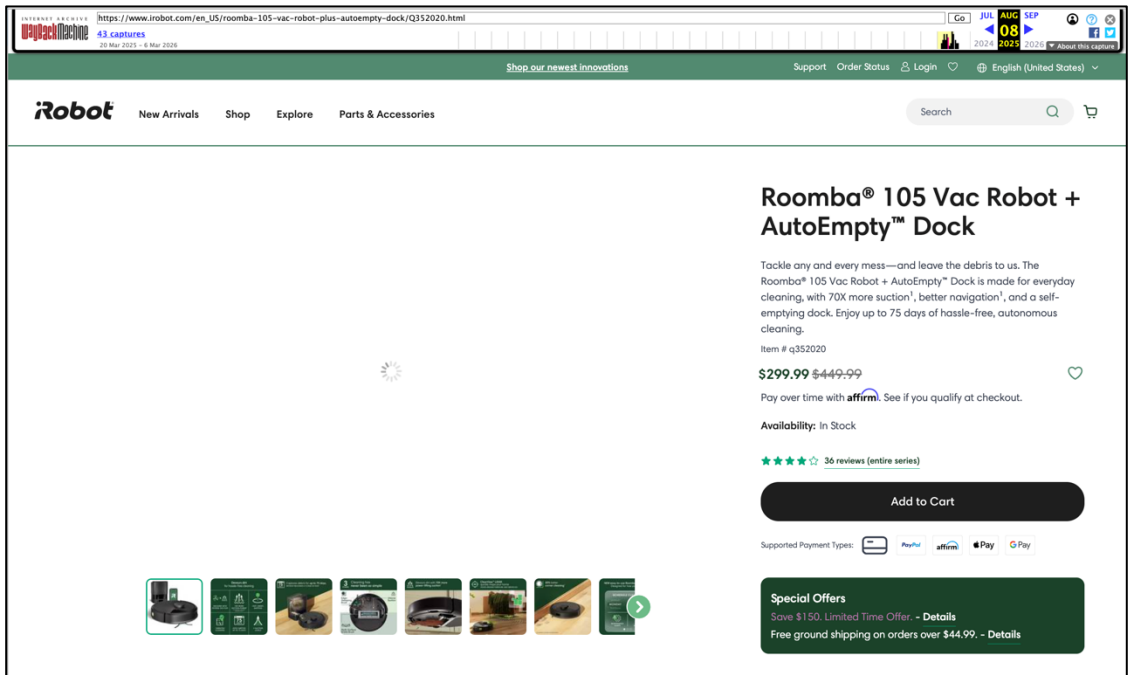 INTERNET ARCHIVE
WayBackMachine
https://www.irobot.com/en_US/roomba-105-vac-robot-plus-autoempty-dock/Q352020.html
Go
JUL AUG SEP
43 captures
08
20 Mar 2025 – 6 Mar 2026
2024 2025 2026
▼ About this capture
Shop our newest innovations
Support Order Status Login English (United States)
iRobot
New Arrivals Shop Explore Parts & Accessories
Search
Roomba® 105 Vac Robot +
AutoEmpty™ Dock
Tackle any and every mess—and leave the debris to us. The
Roomba® 105 Vac Robot + AutoEmpty™ Dock is made for everyday
cleaning, with 70X more suction¹, better navigation¹, and a self-
emptying dock. Enjoy up to 75 days of hassle-free, autonomous
cleaning.
Item # q352020
$299.99 $449.99
Pay over time with affirm. See if you qualify at checkout.
Availability: In Stock
36 reviews (entire series)
Add to Cart
Supported Payment Types: PayPal affirm Pay G Pay
Special Offers
Save $150. Limited Time Offer. - Details
Free ground shipping on orders over $44.99. - Details